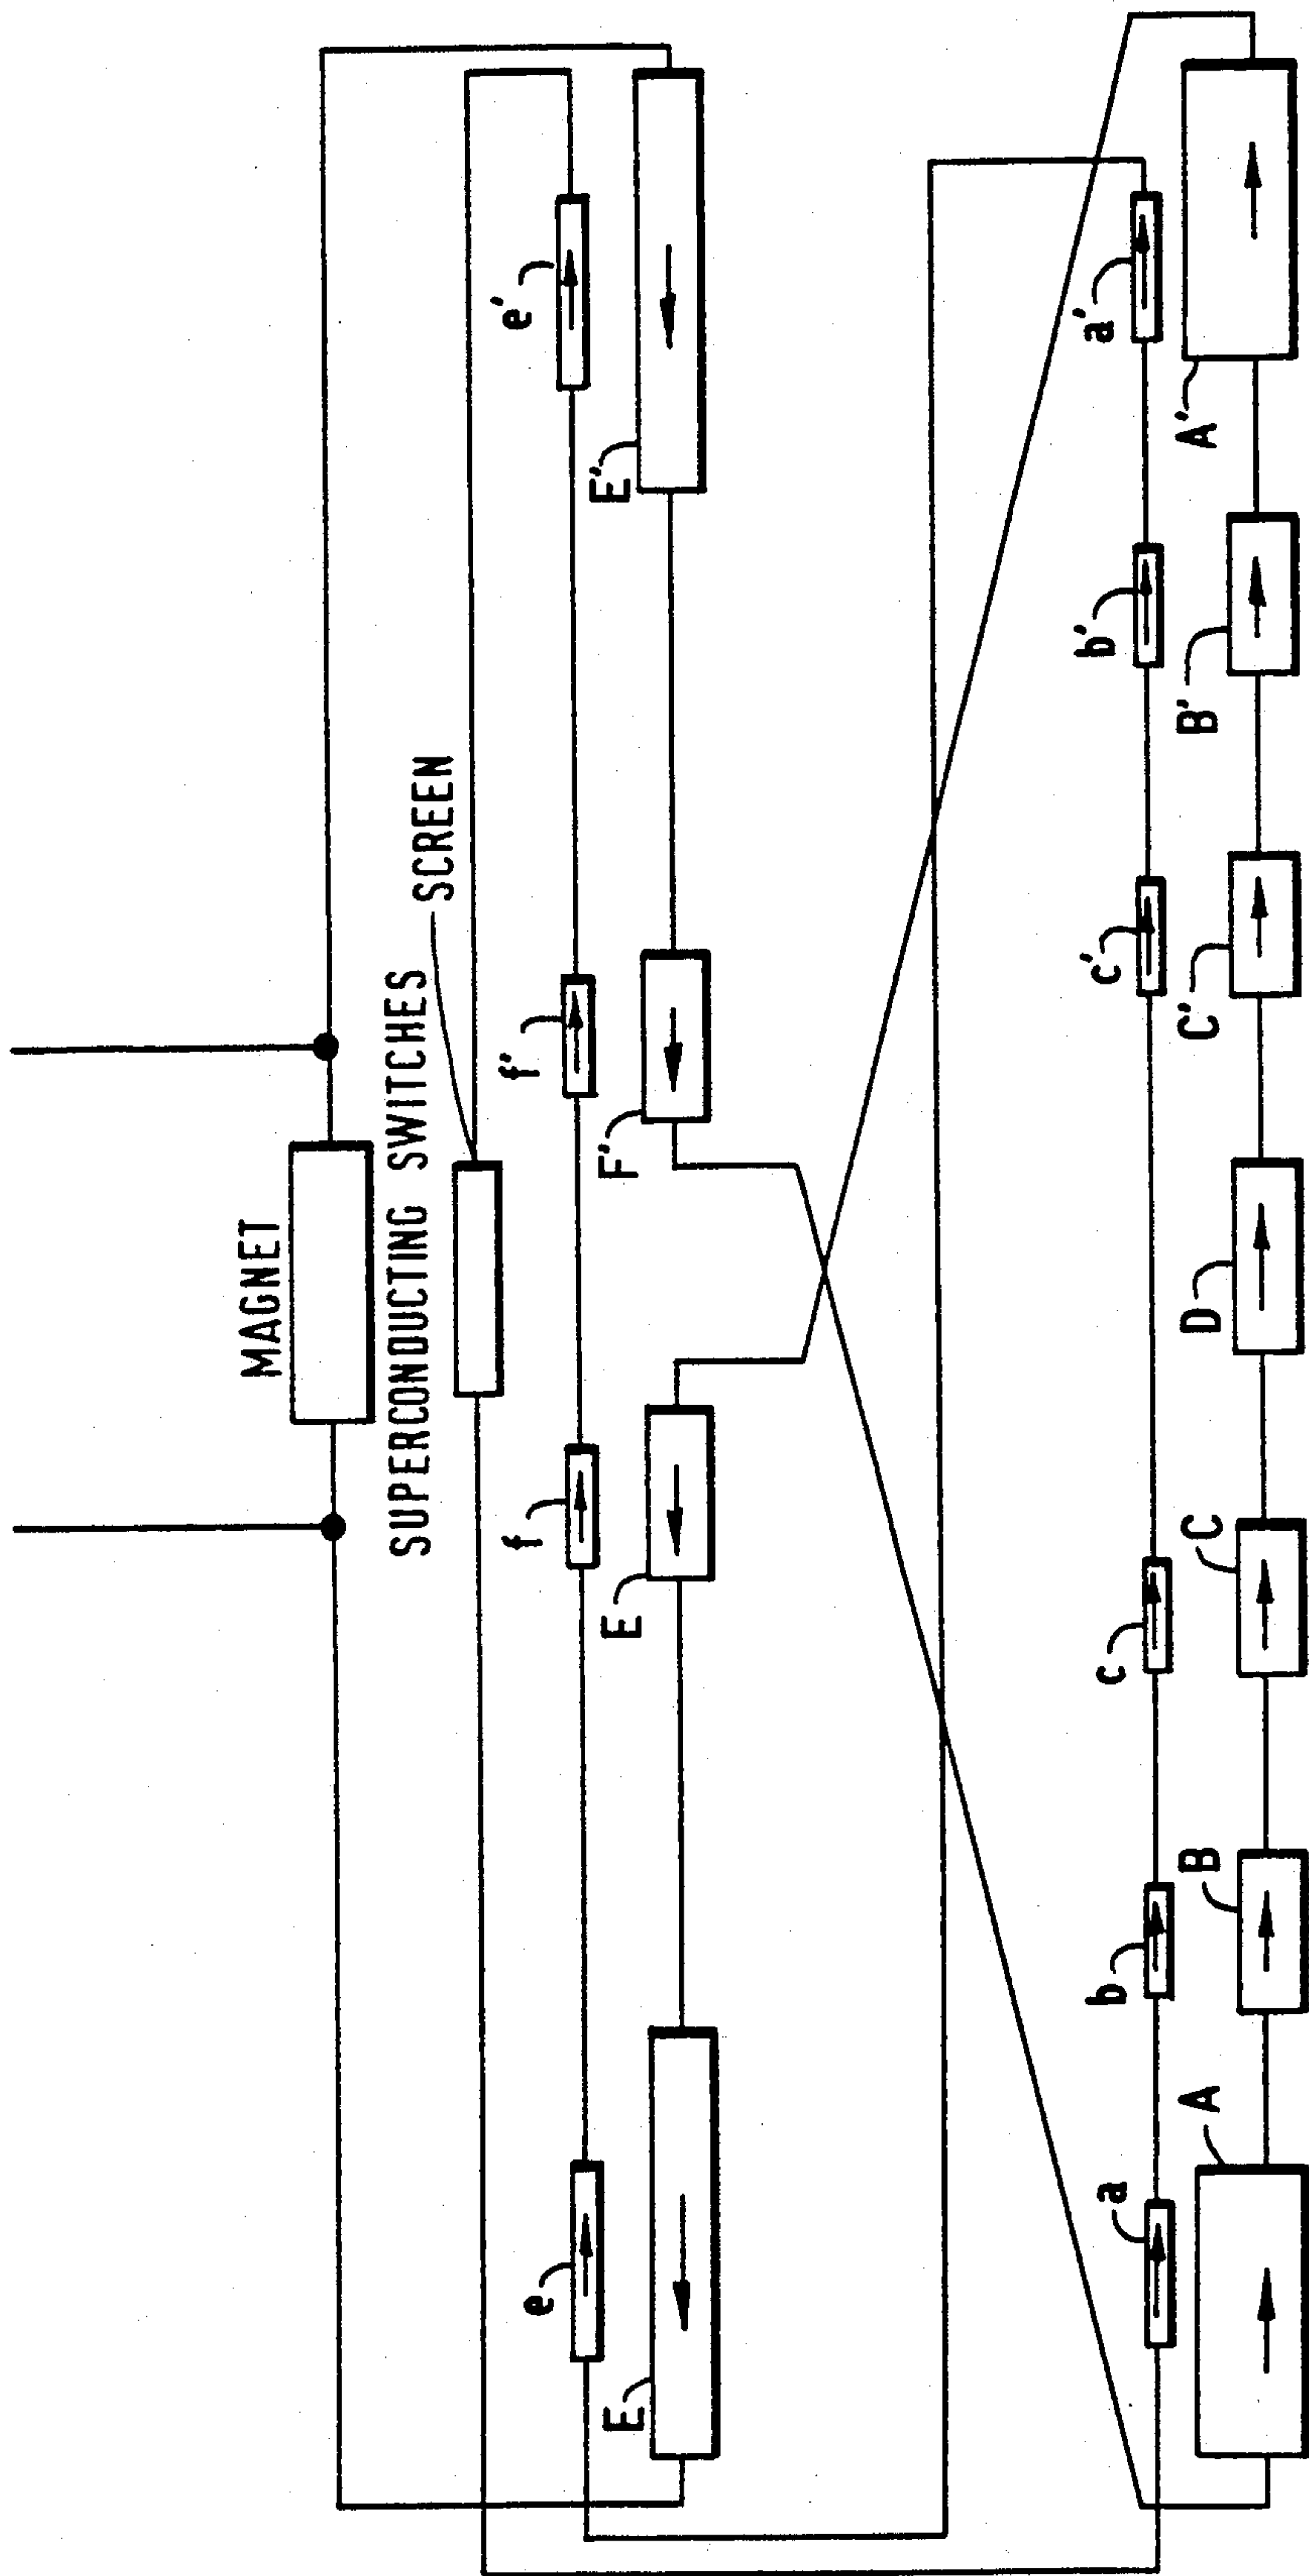 MAGNET
SUPERCONDUCTING SWITCHES
SCREEN
e
f
f'
e'
E
E
F'
E'
a
b
c
c'
b'
a'
A
B
C
D
C'
B'
A'